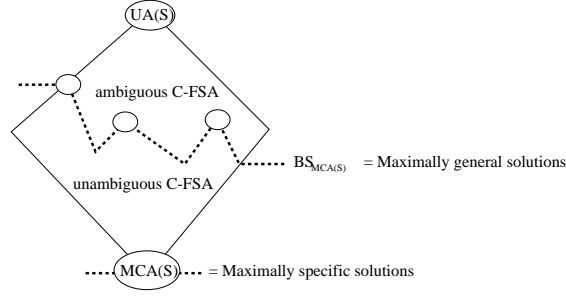 UA(S)
ambiguous C-FSA
BS_MCA(S) = Maximally general solutions
unambiguous C-FSA
MCA(S) = Maximally specific solutions